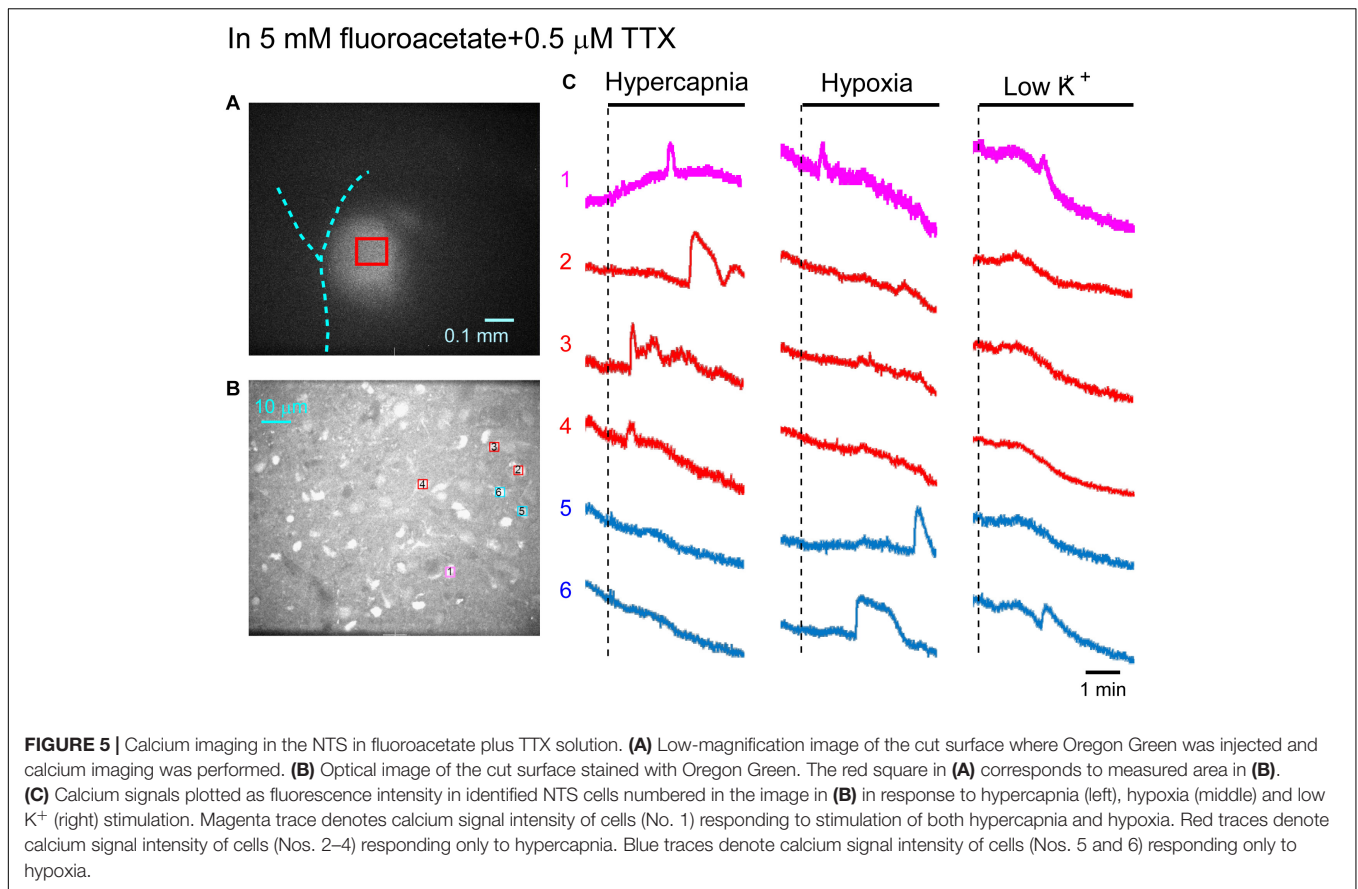 In 5 mM fluoroacetate+0.5 μM TTX
A
0.1 mm
B
10 μm
3
2
4
6
5
1
C
Hypercapnia
Hypoxia
Low K+
1
2
3
4
5
6
1 min
FIGURE 5 | Calcium imaging in the NTS in fluoroacetate plus TTX solution. (A) Low-magnification image of the cut surface where Oregon Green was injected and
calcium imaging was performed. (B) Optical image of the cut surface stained with Oregon Green. The red square in (A) corresponds to measured area in (B).
(C) Calcium signals plotted as fluorescence intensity in identified NTS cells numbered in the image in (B) in response to hypercapnia (left), hypoxia (middle) and low
K+ (right) stimulation. Magenta trace denotes calcium signal intensity of cells (No. 1) responding to stimulation of both hypercapnia and hypoxia. Red traces denote
calcium signal intensity of cells (Nos. 2–4) responding only to hypercapnia. Blue traces denote calcium signal intensity of cells (Nos. 5 and 6) responding only to
hypoxia.